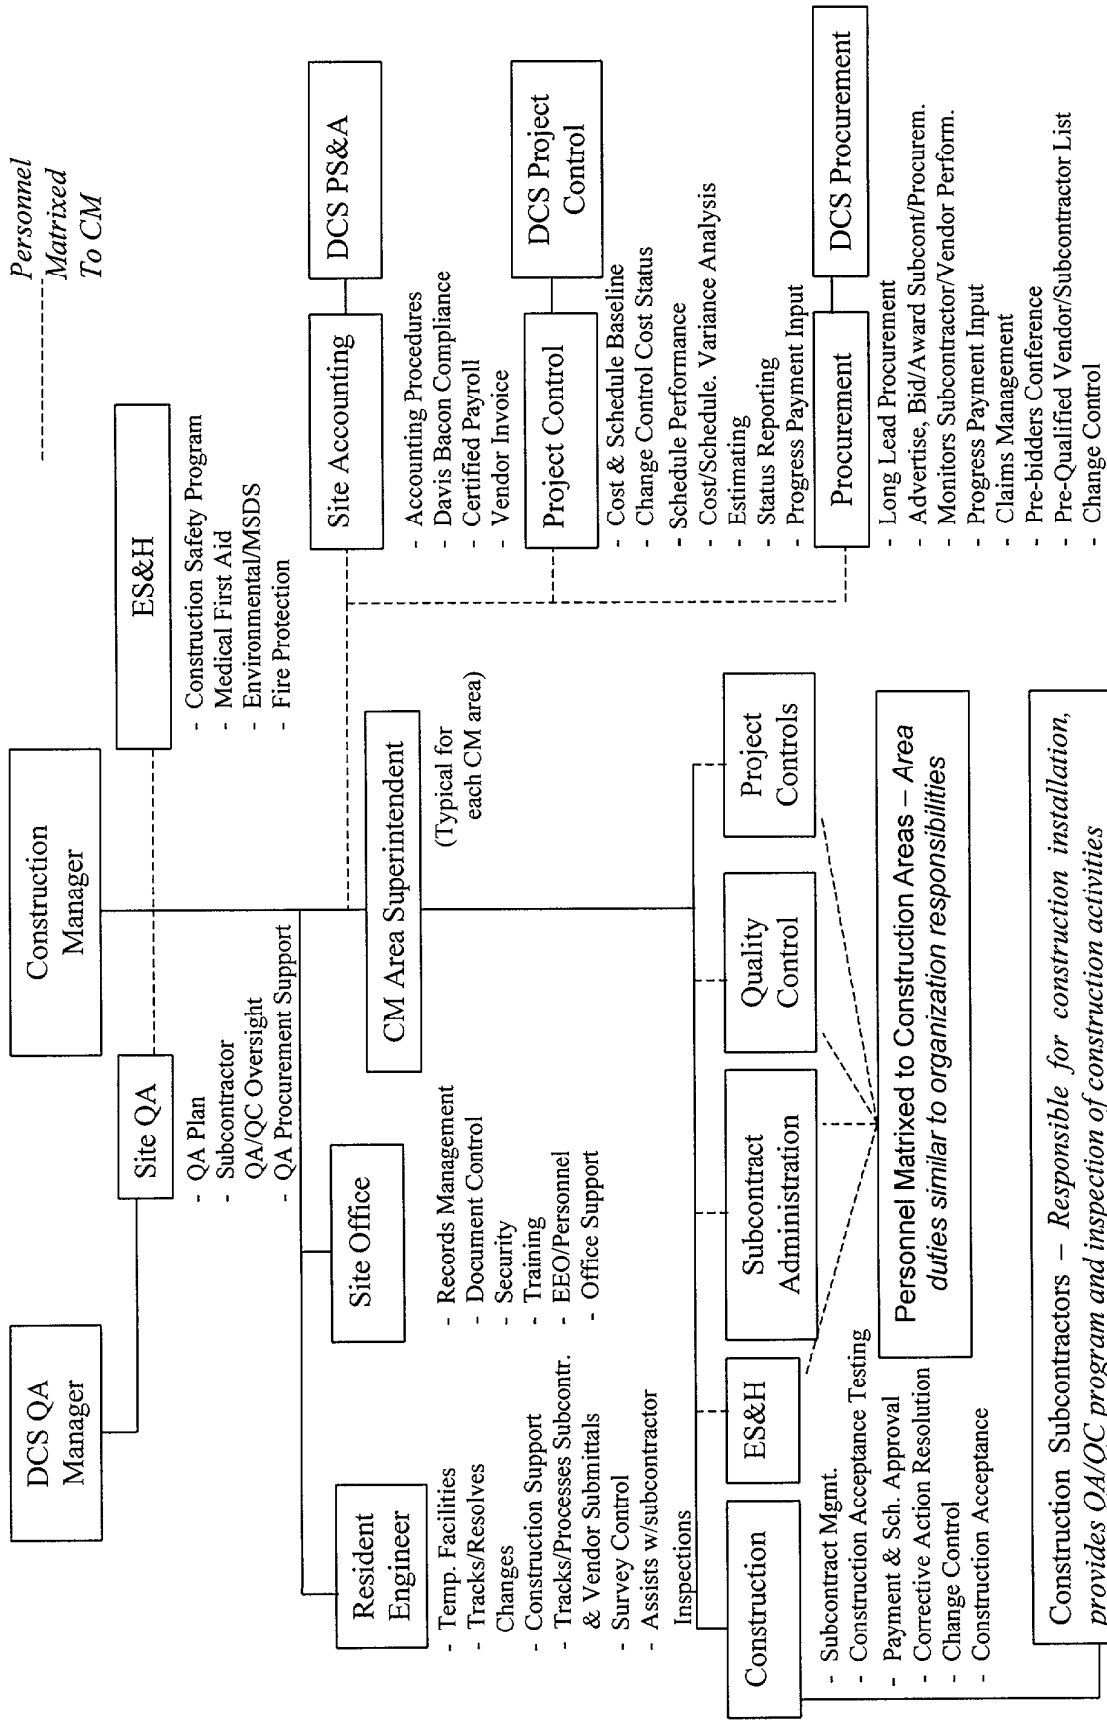 Personnel
Matrixed
To CM
DCS QA
Manager
Construction
Manager
Site QA
- QA Plan
- Subcontractor
QA/QC Oversight
- QA Procurement Support
ES&H
- Construction Safety Program
- Medical First Aid
- Environmental/MSDS
- Fire Protection
Resident
Engineer
- Temp. Facilities
- Tracks/Resolves
Changes
- Construction Support
- Tracks/Processes Subcontr.
& Vendor Submittals
- Survey Control
- Assists w/subcontractor
Inspections
Site Office
- Records Management
- Document Control
- Security
- Training
- EEO/Personnel
- Office Support
CM Area Superintendent
(Typical for
each CM area)
Site Accounting
DCS PS&A
- Accounting Procedures
- Davis Bacon Compliance
- Certified Payroll
- Vendor Invoice
Project Control
DCS Project
Control
- Cost & Schedule Baseline
- Change Control Cost Status
- Schedule Performance
- Cost/Schedule. Variance Analysis
- Estimating
- Status Reporting
- Progress Payment Input
Procurement
DCS Procurement
- Long Lead Procurement
- Advertise, Bid/Award Subcont/Procurem.
- Monitors Subcontractor/Vendor Perform.
- Progress Payment Input
- Claims Management
- Pre-bidders Conference
- Pre-Qualified Vendor/Subcontractor List
- Change Control
Construction
- Subcontract Mgmt.
- Construction Acceptance Testing
- Payment & Sch. Approval
- Corrective Action Resolution
- Change Control
- Construction Acceptance
ES&H
Subcontract
Administration
Quality
Control
Project
Controls
Personnel Matrixed to Construction Areas – Area
duties similar to organization responsibilities
Construction Subcontractors – Responsible for construction installation,
provides QA/QC program and inspection of construction activities